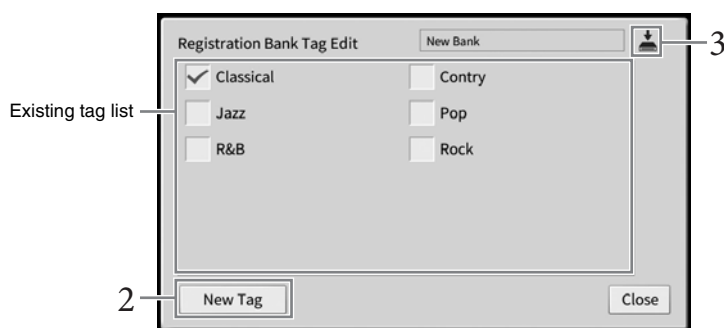 Registration Bank Tag Edit New Bank
3
Classical Contry
Existing tag list
Jazz Pop
R&B Rock
2
New Tag Close